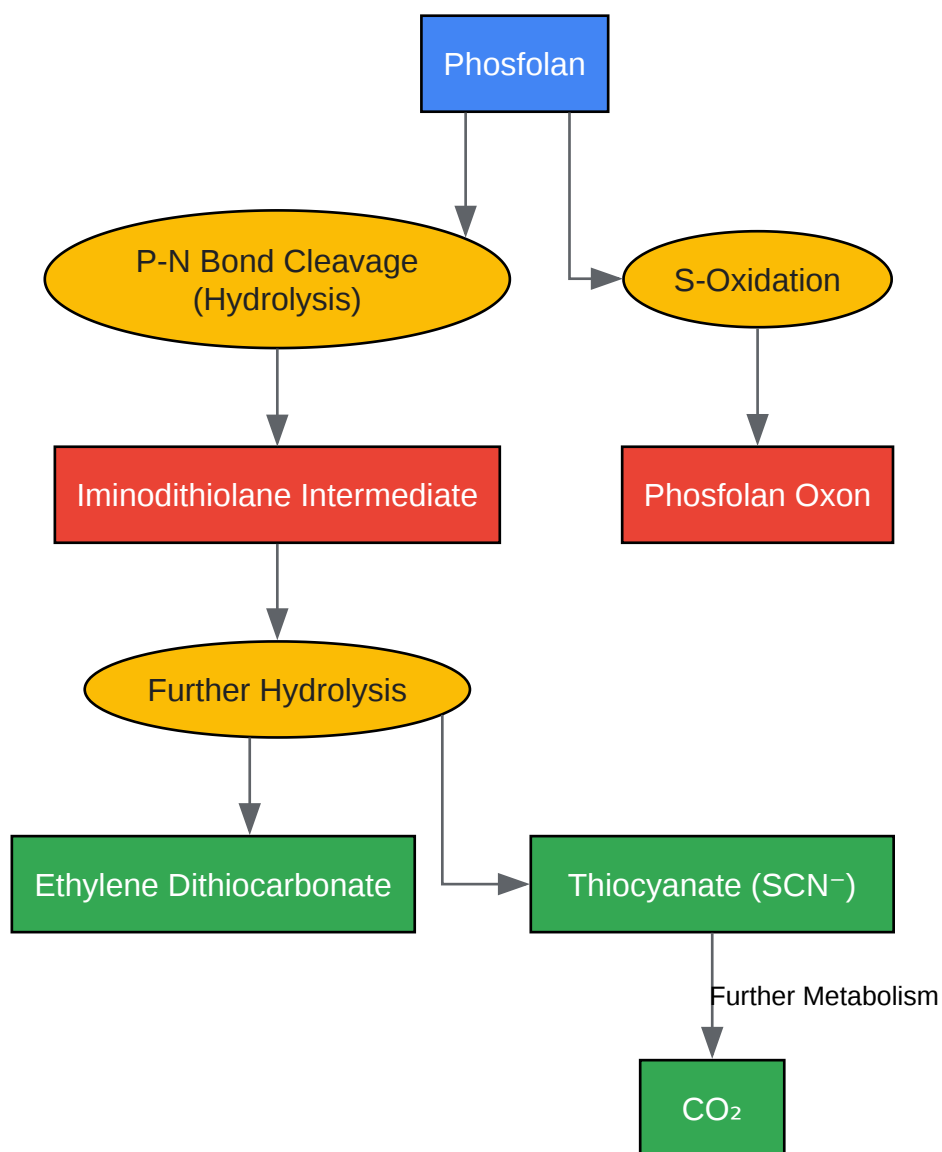 Phosfolan
P-N Bond Cleavage
(Hydrolysis)
S-Oxidation
Iminodithiolane Intermediate
Phosfolan Oxon
Further Hydrolysis
Ethylene Dithiocarbonate
Thiocyanate (SCN⁻)
Further Metabolism
CO₂